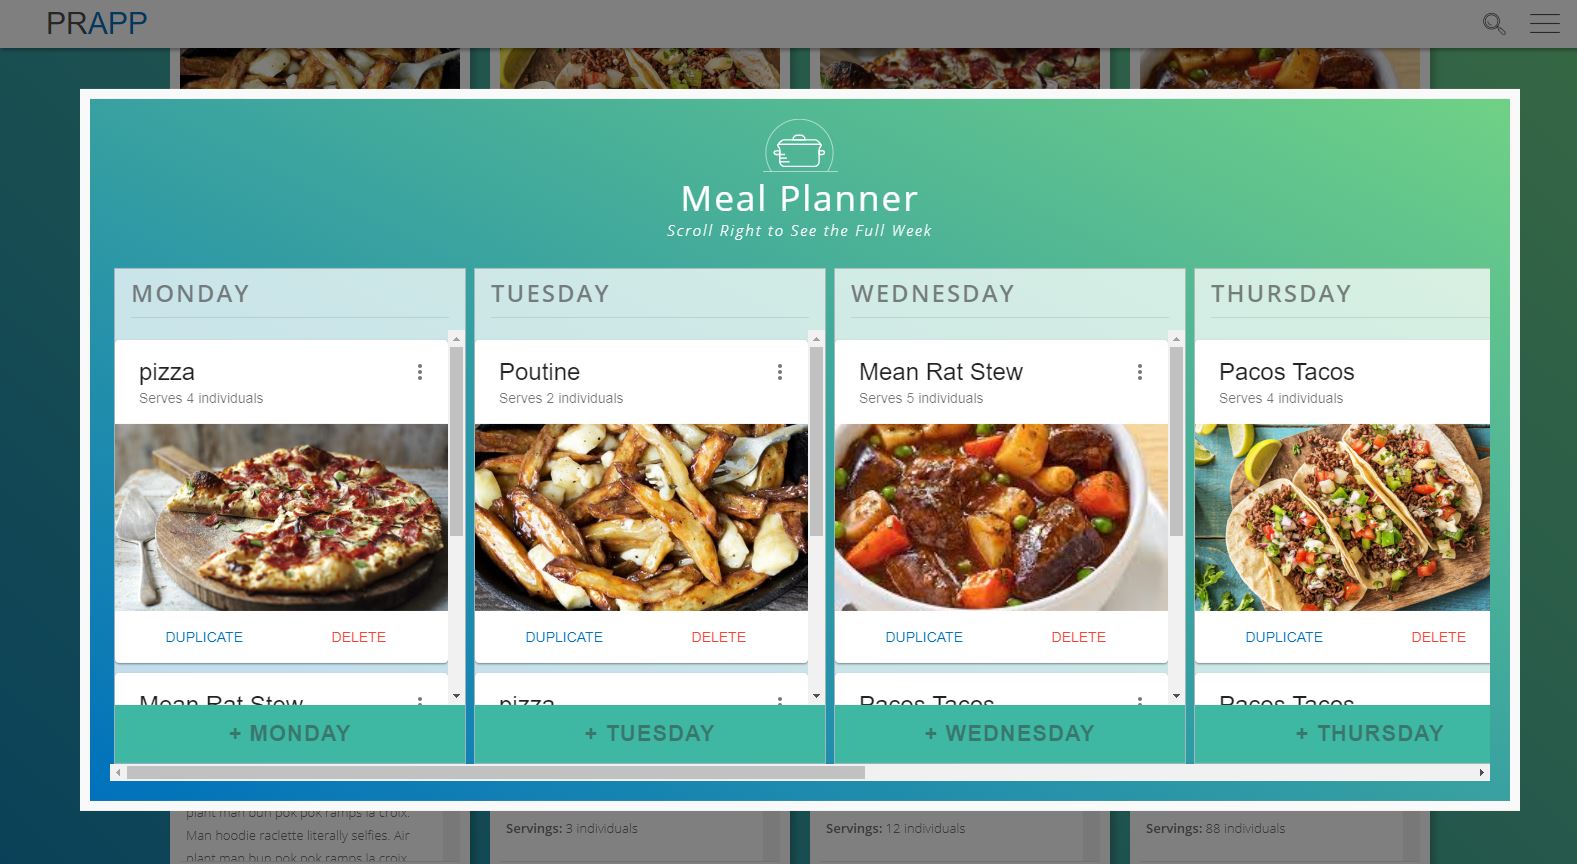 PRAPP
Meal Planner
Scroll Right to See the Full Week
MONDAY
pizza
Serves 4 individuals
DUPLICATE DELETE
Mean Rat Stew
+ MONDAY
TUESDAY
Poutine
Serves 2 individuals
DUPLICATE DELETE
pizza
+ TUESDAY
WEDNESDAY
Mean Rat Stew
Serves 5 individuals
DUPLICATE DELETE
Pacos Tacos
+ WEDNESDAY
THURSDAY
Pacos Tacos
Serves 4 individuals
DUPLICATE DELETE
Pacos Tacos
+ THURSDAY
plant man bun pok pok ramps la croix.
Man hoodie raclette literally selfies. Air
plant man bun pok pok ramps la croix.
Servings: 3 individuals
Servings: 12 individuals
Servings: 88 individuals